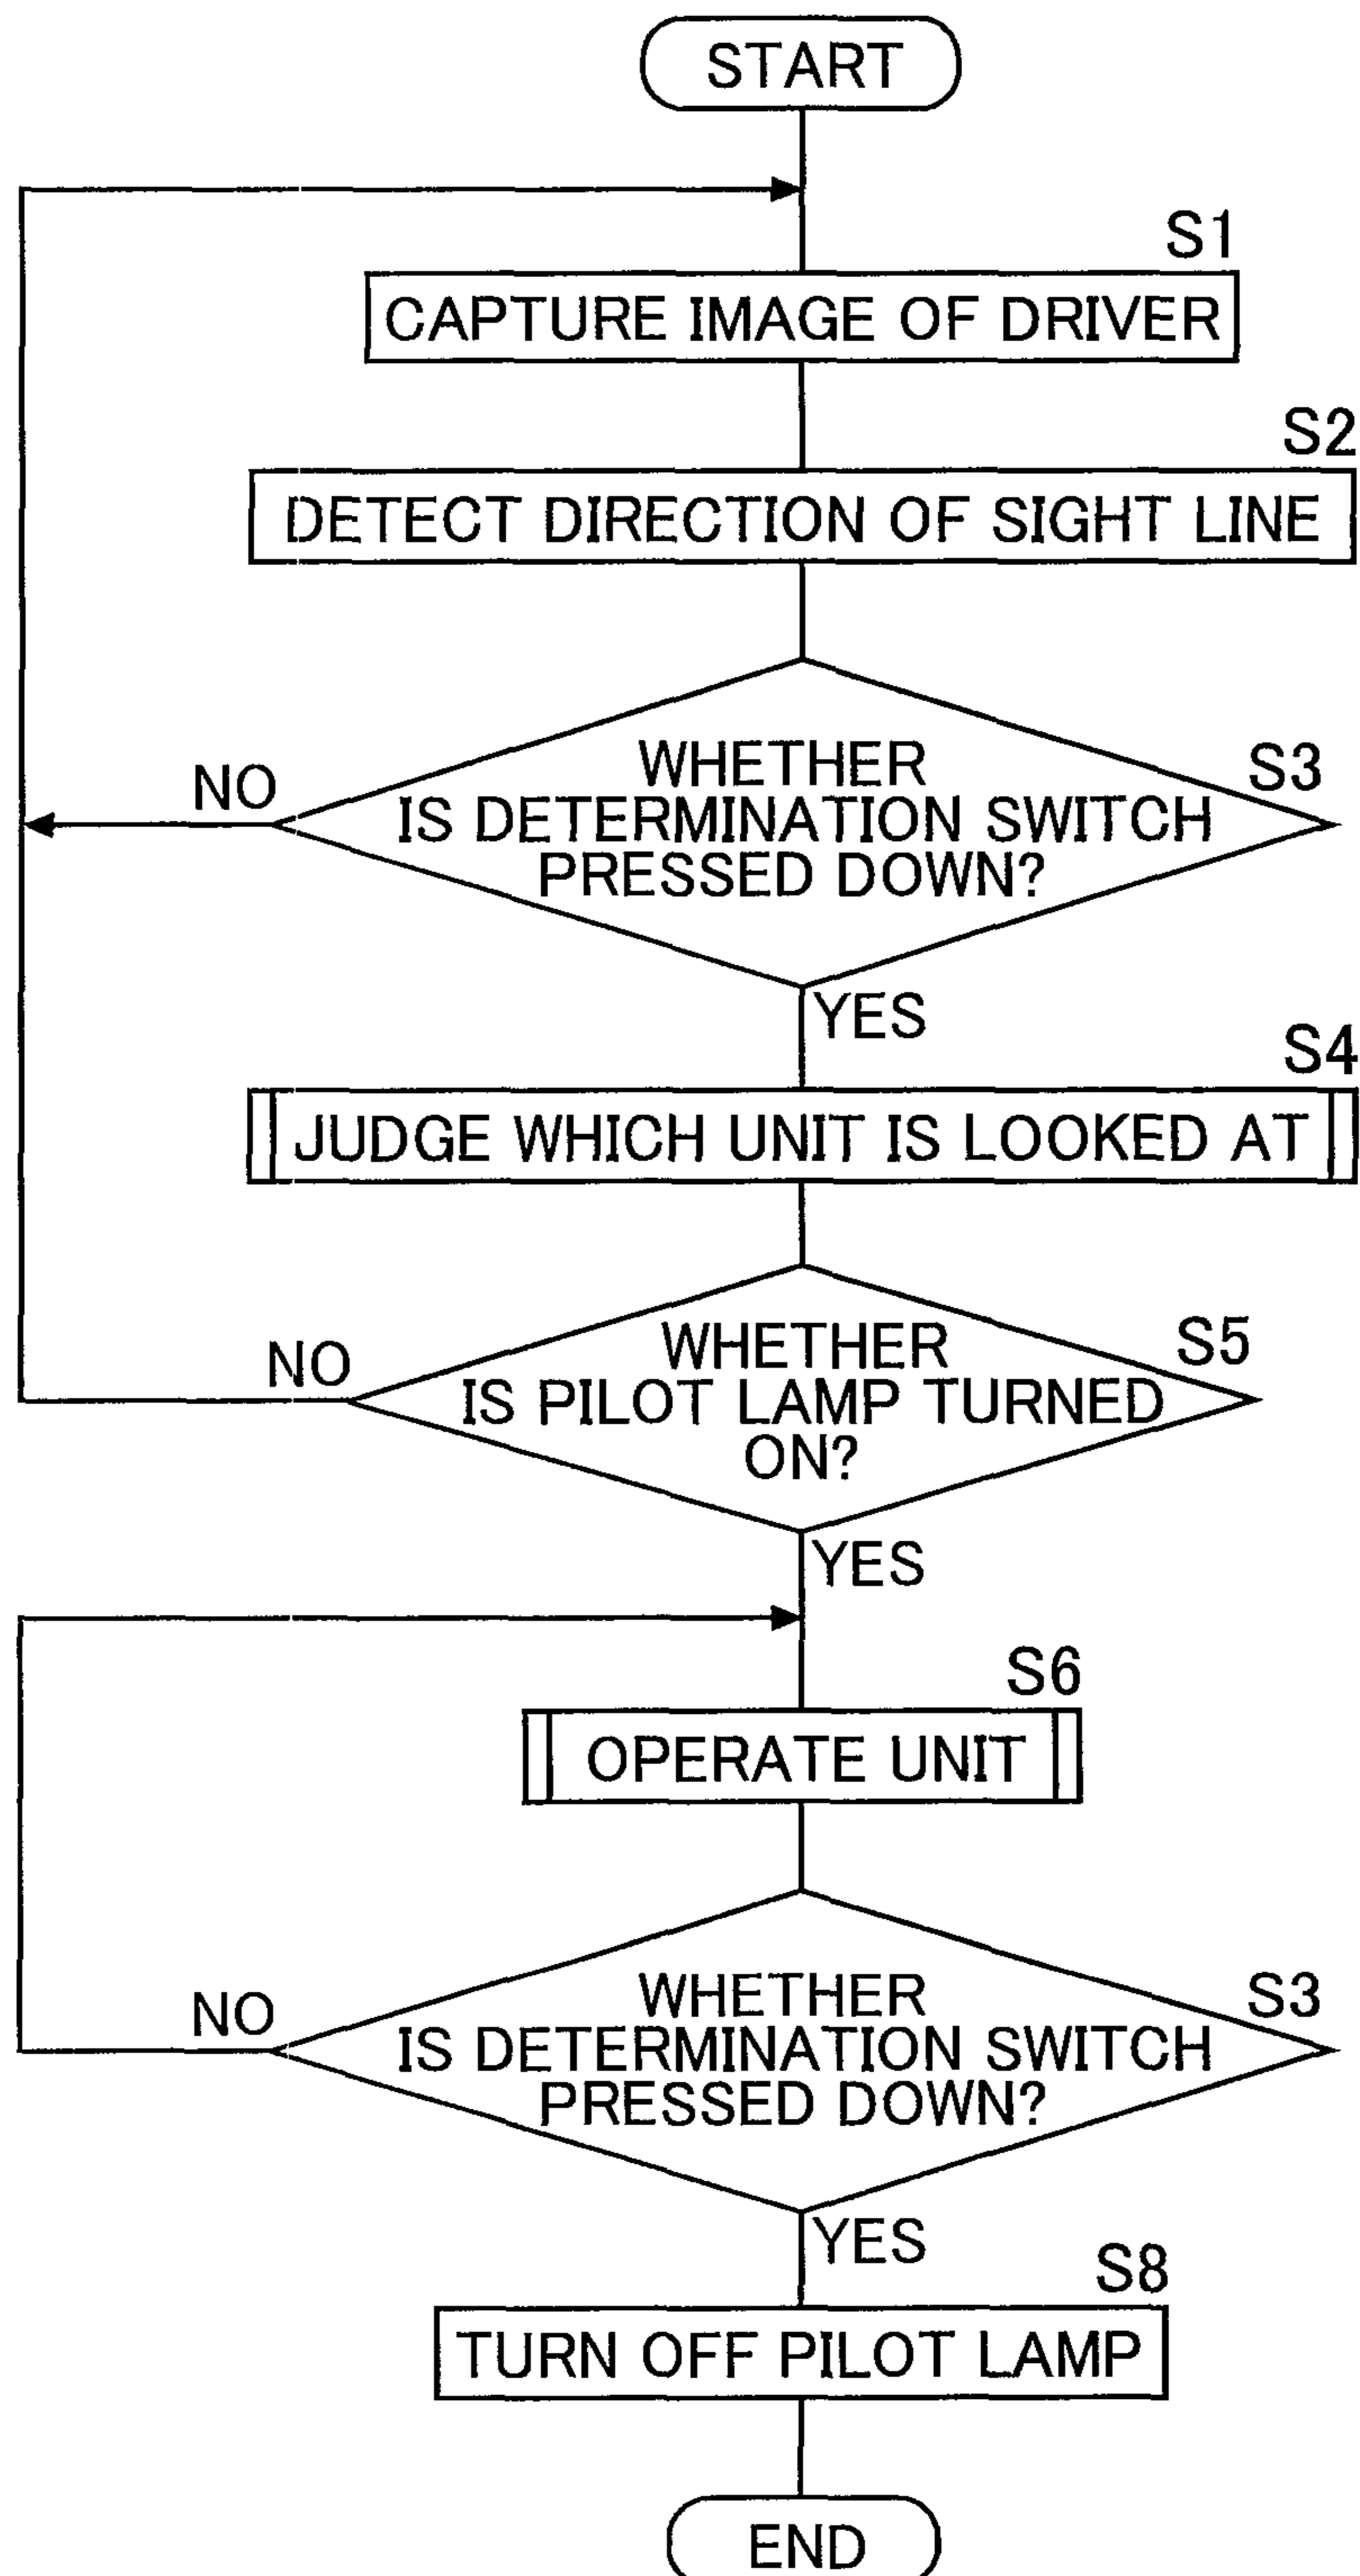 START
S1
CAPTURE IMAGE OF DRIVER
S2
DETECT DIRECTION OF SIGHT LINE
WHETHER
IS DETERMINATION SWITCH
PRESSED DOWN?
S3
NO
YES
S4
JUDGE WHICH UNIT IS LOOKED AT
WHETHER
IS PILOT LAMP TURNED
ON?
S5
NO
YES
S6
OPERATE UNIT
WHETHER
IS DETERMINATION SWITCH
PRESSED DOWN?
S3
NO
YES
S8
TURN OFF PILOT LAMP
END